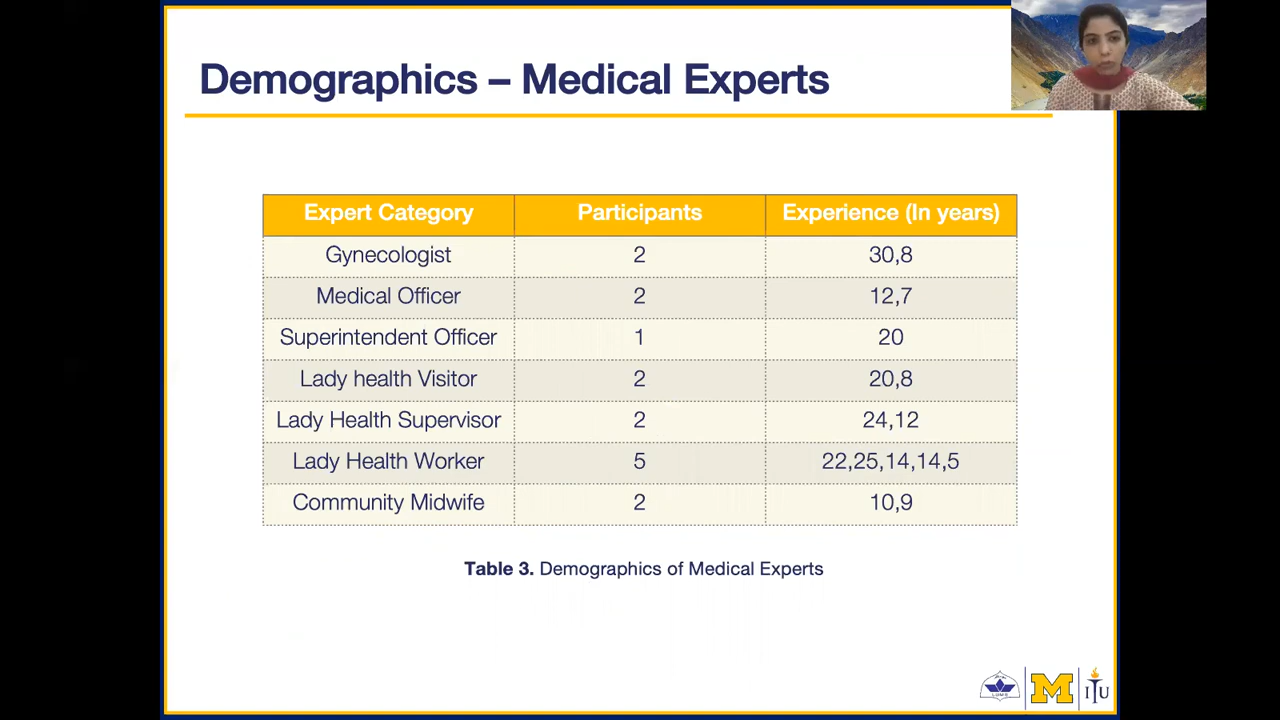 Demographics – Medical Experts
Expert Category Participants Experience (In years)
Gynecologist 2 30,8
Medical Officer 2 12,7
Superintendent Officer 1 20
Lady health Visitor 2 20,8
Lady Health Supervisor 2 24,12
Lady Health Worker 5 22,25,14,14,5
Community Midwife 2 10,9
Table 3. Demographics of Medical Experts
M ITU